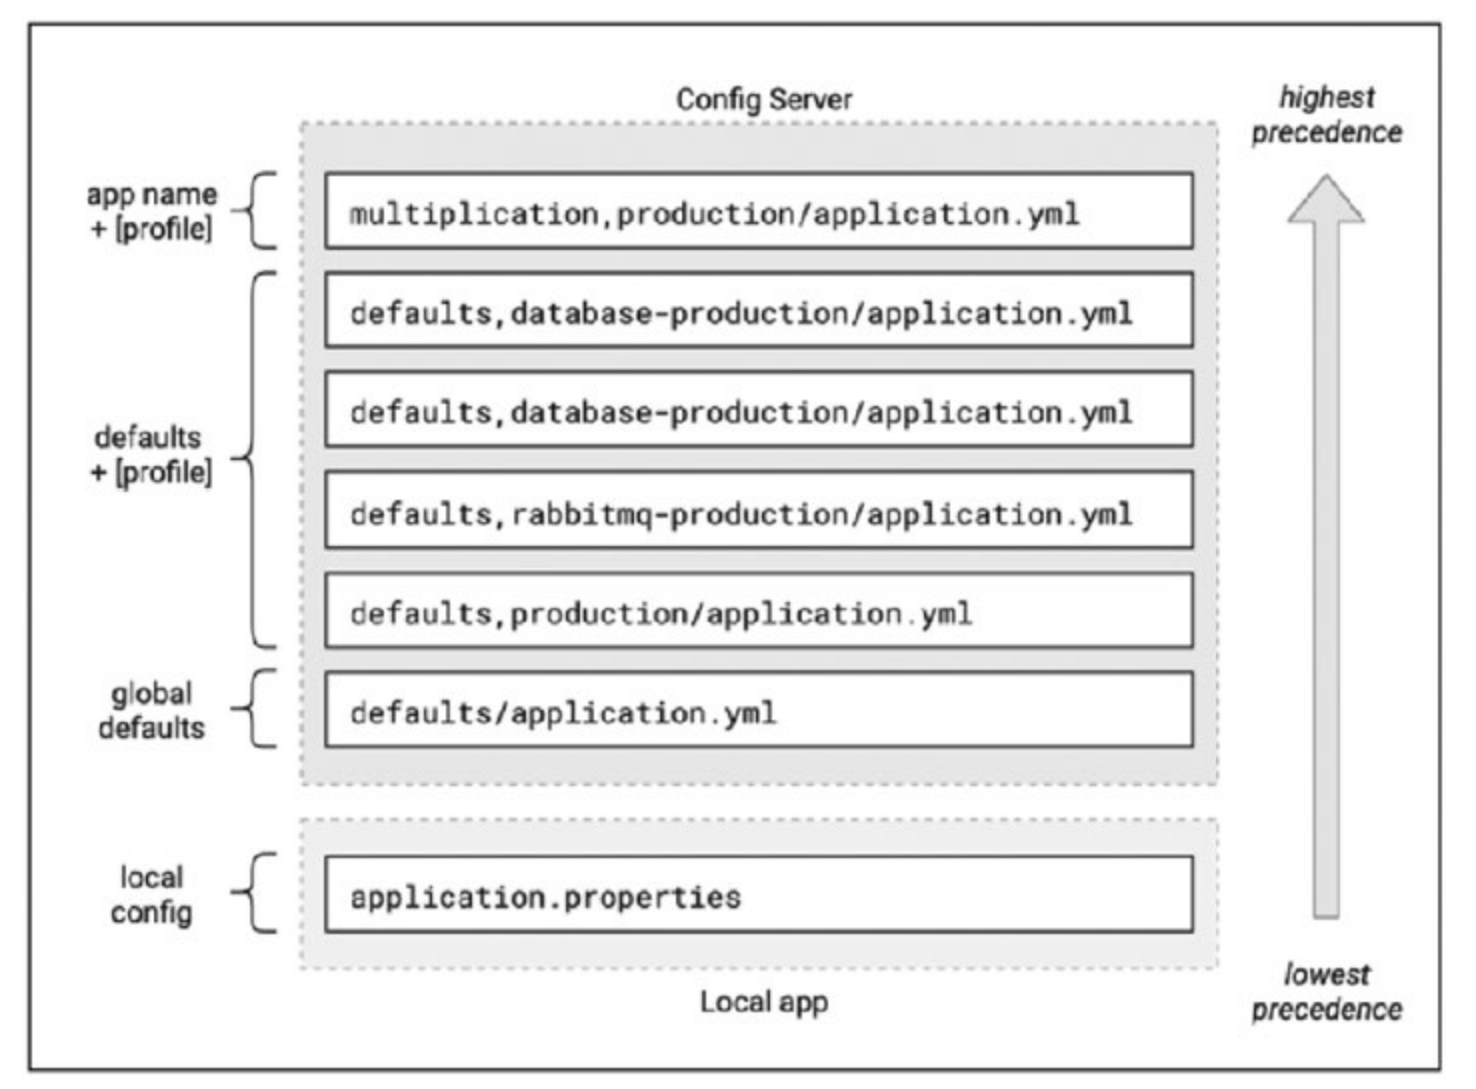 Config Server
highest
precedence
app name
+ [profile]
multiplication,production/application.yml
defaults,database-production/application.yml
defaults,database-production/application.yml
defaults
+ [profile]
defaults,rabbitmq-production/application.yml
defaults,production/application.yml
global
defaults
defaults/application.yml
local
config
application.properties
Local app
lowest
precedence